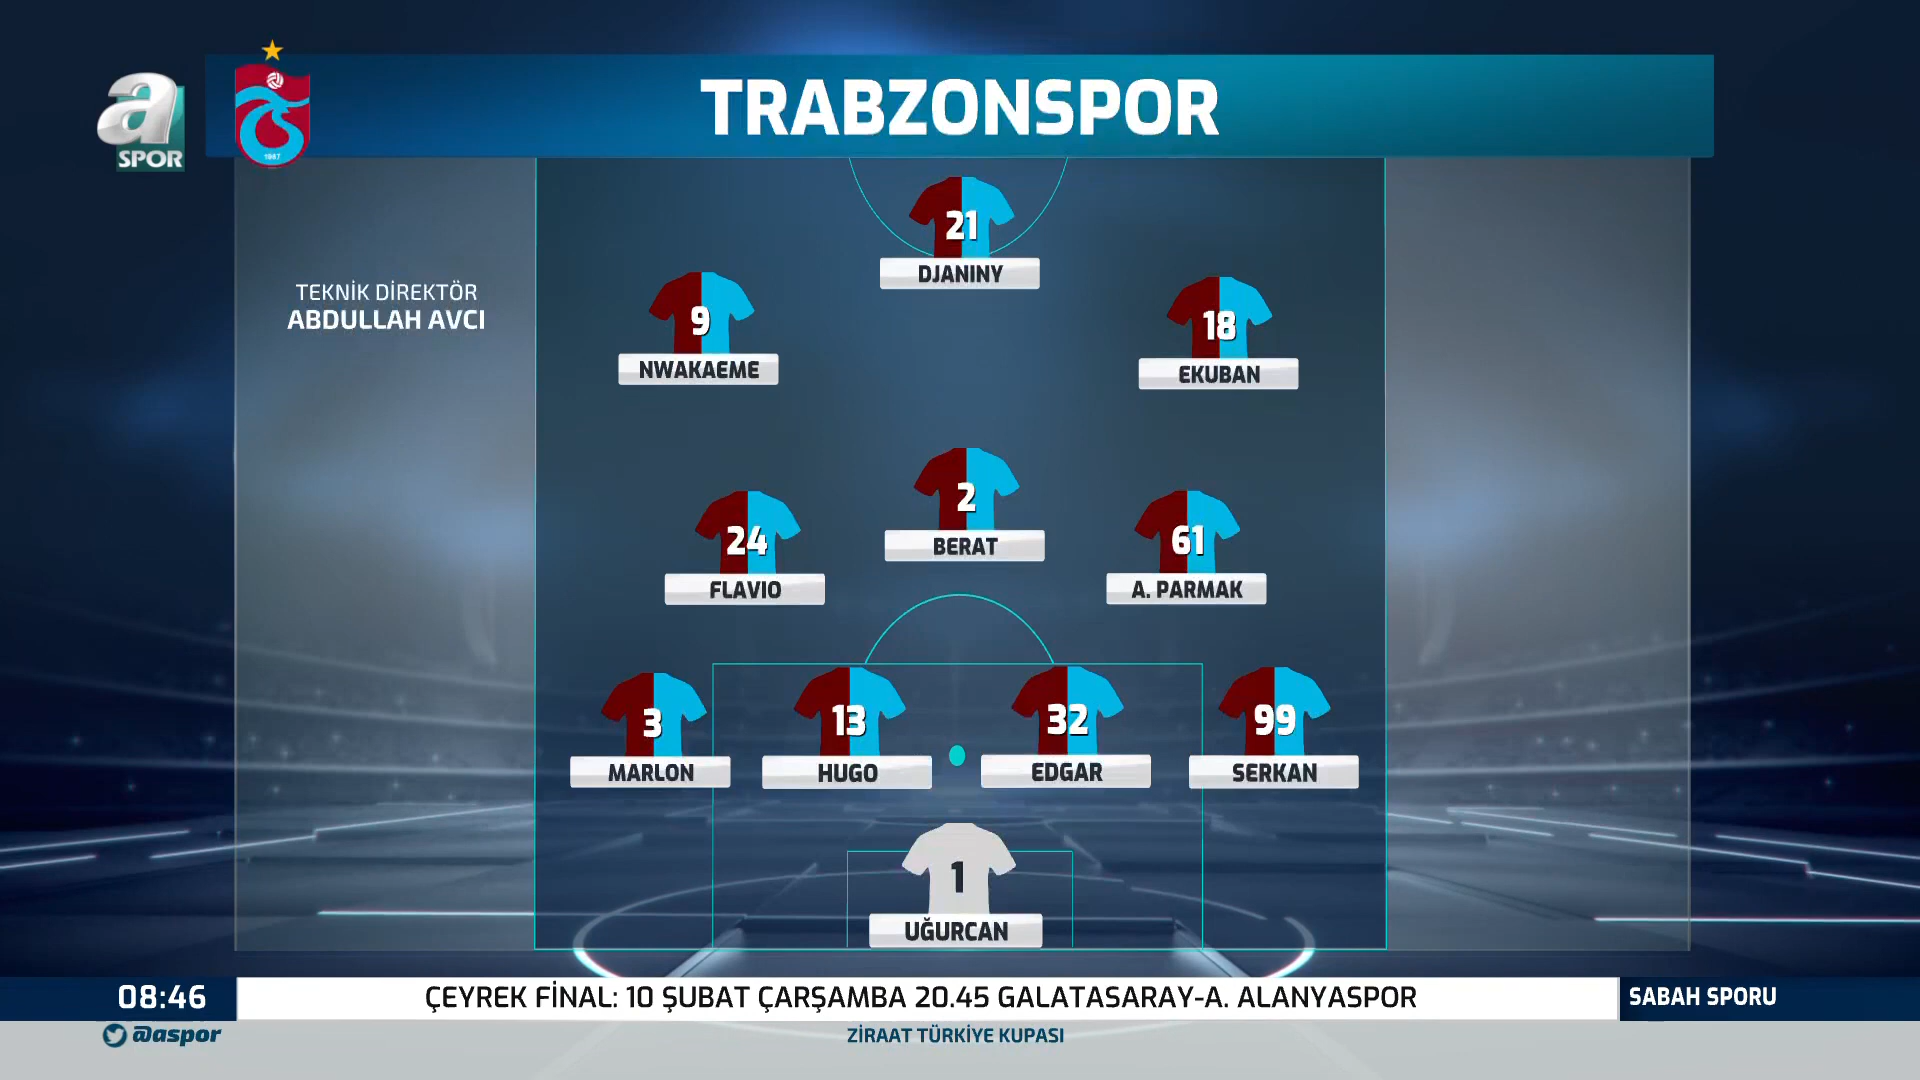 a
SPOR
1967
TRABZONSPOR
TEKNİK DİREKTÖR
ABDULLAH AVCI
21
DJANINY
9
NWAKAEME
18
EKUBAN
2
BERAT
24
FLAVIO
61
A. PARMAK
3
MARLON
13
HUGO
32
EDGAR
99
SERKAN
1
UĞURCAN
08:46
ÇEYREK FİNAL: 10 ŞUBAT ÇARŞAMBA 20.45 GALATASARAY-A. ALANYASPOR
SABAH SPORU
@aspor
ZİRAAT TÜRKİYE KUPASI